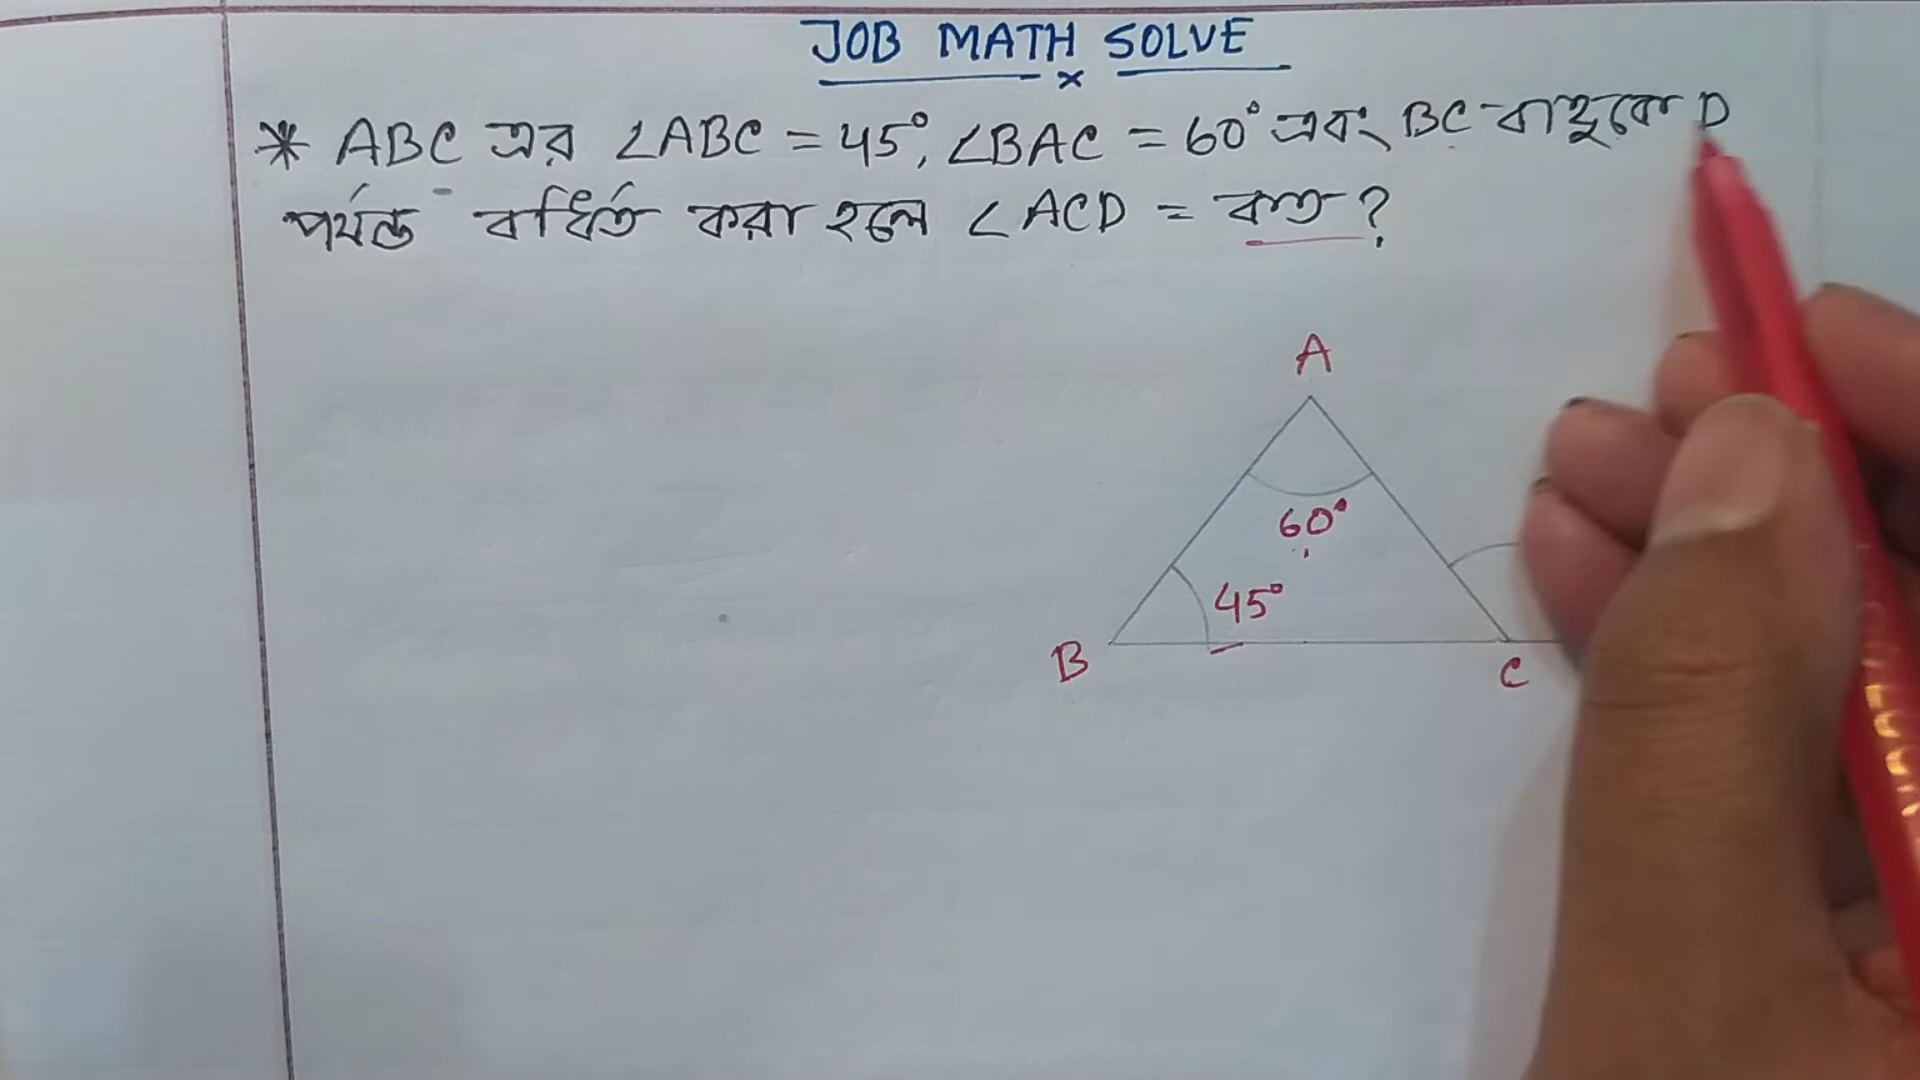 JOB MATH SOLVE
x
* ABC এর ∠ABC = 45°, ∠BAC = 60° এবং BC বাহুকে D
পর্যন্ত বর্ধিত করা হলে ∠ACD = কত ?
A
60°
45°
B
C